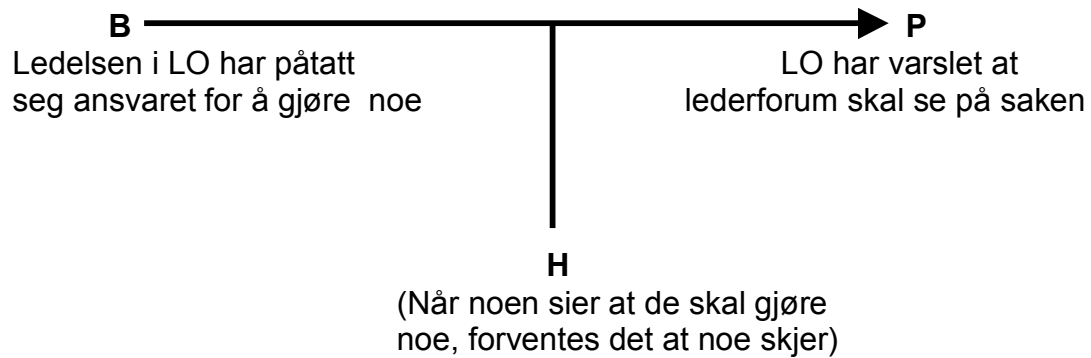 B
Ledelsen i LO har påtatt
seg ansvaret for å gjøre noe
P
LO har varslet at
lederforum skal se på saken
H
(Når noen sier at de skal gjøre
noe, forventes det at noe skjer)